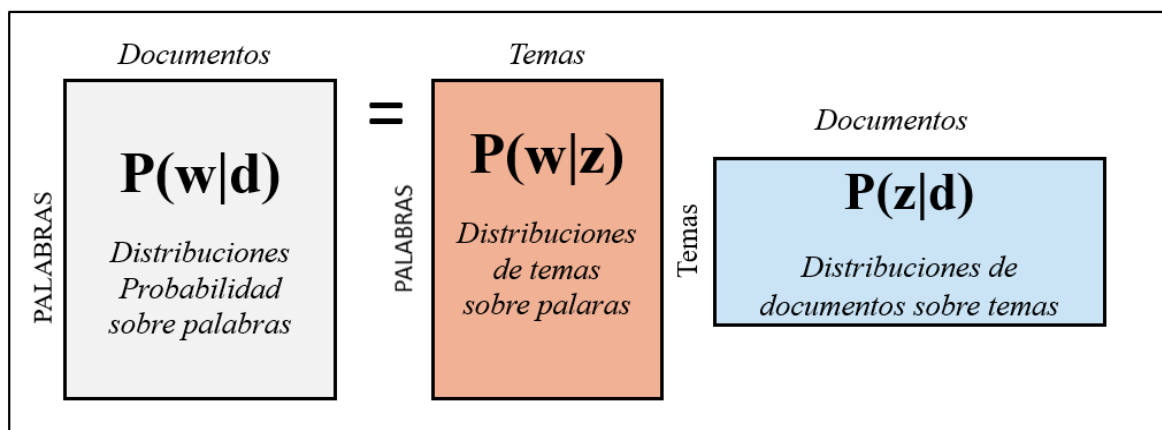 Documentos
PALABRAS
P(w|d)
Distribuciones
Probabilidad
sobre palabras
=
Temas
PALABRAS
P(w|z)
Distribuciones
de temas
sobre palaras
Documentos
Temas
P(z|d)
Distribuciones de
documentos sobre temas